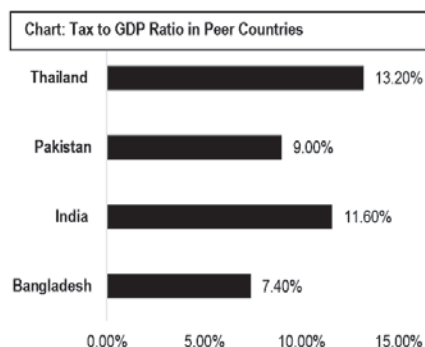 Chart: Tax to GDP Ratio in Peer Countries
Thailand 13.20%
Pakistan 9.00%
India 11.60%
Bangladesh 7.40%
0.00% 5.00% 10.00% 15.00%